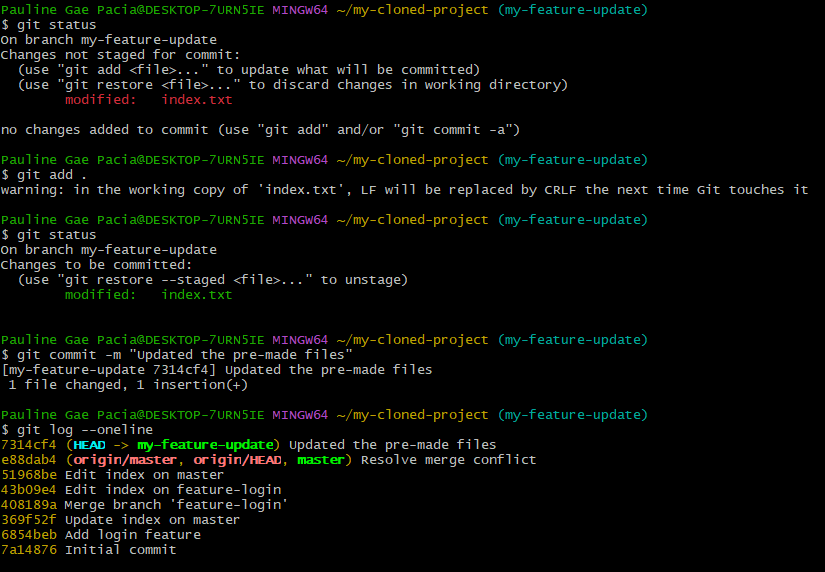 Pauline Gae Pacia@DESKTOP-7URN5IE MINGW64 ~/my-cloned-project (my-feature-update)
$ git status
On branch my-feature-update
Changes not staged for commit:
  (use "git add <file>..." to update what will be committed)
  (use "git restore <file>..." to discard changes in working directory)
        modified:   index.txt

no changes added to commit (use "git add" and/or "git commit -a")

Pauline Gae Pacia@DESKTOP-7URN5IE MINGW64 ~/my-cloned-project (my-feature-update)
$ git add .
warning: in the working copy of 'index.txt', LF will be replaced by CRLF the next time Git touches it

Pauline Gae Pacia@DESKTOP-7URN5IE MINGW64 ~/my-cloned-project (my-feature-update)
$ git status
On branch my-feature-update
Changes to be committed:
  (use "git restore --staged <file>..." to unstage)
        modified:   index.txt


Pauline Gae Pacia@DESKTOP-7URN5IE MINGW64 ~/my-cloned-project (my-feature-update)
$ git commit -m "Updated the pre-made files"
[my-feature-update 7314cf4] Updated the pre-made files
 1 file changed, 1 insertion(+)

Pauline Gae Pacia@DESKTOP-7URN5IE MINGW64 ~/my-cloned-project (my-feature-update)
$ git log --oneline
7314cf4 (HEAD -> my-feature-update) Updated the pre-made files
e88dab4 (origin/master, origin/HEAD, master) Resolve merge conflict
51968be Edit index on master
43b09e4 Edit index on feature-login
408189a Merge branch 'feature-login'
369f52f Update index on master
6854beb Add login feature
7a14876 Initial commit